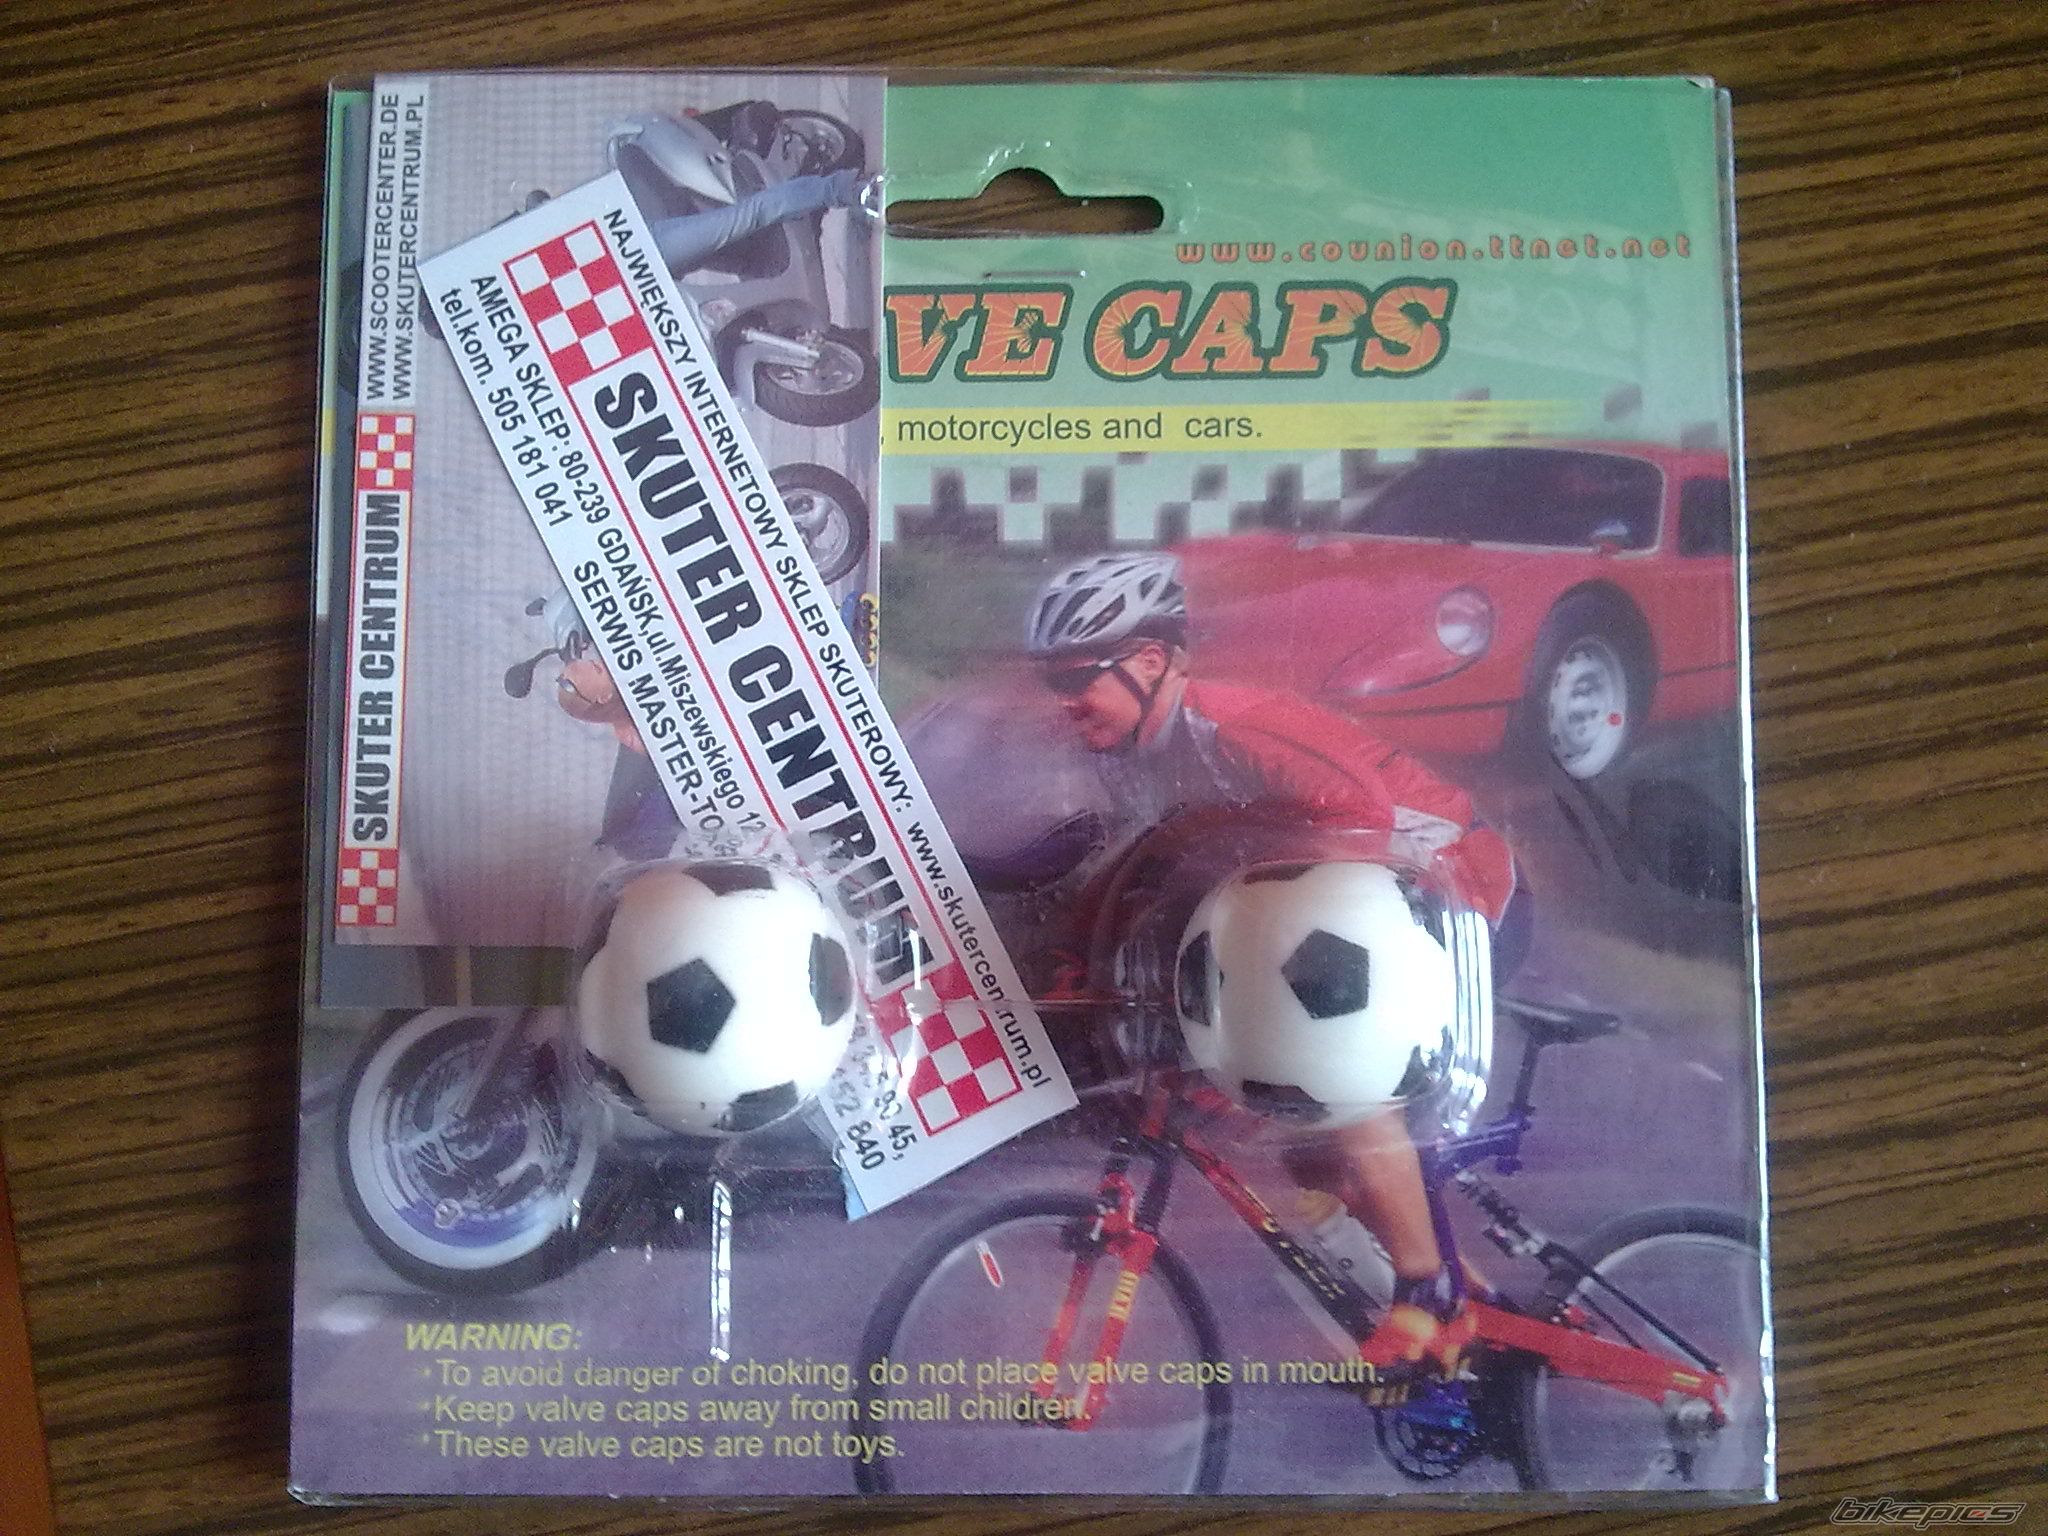 WWW.SCOOTERCENTER.DE
WWW.SKUTERCENTRUM.PL
SKUTER CENTRUM
NAJWIĘKSZY INTERNETOWY SKLEP SKUTEROWY: www.skutercentrum.pl
SKUTER CENTRUM
AMEGA SKLEP: 80-239 GDAŃSK,ul.Miszewskiego 12 45,
tel.kom. 505 181 041 SERWIS MASTER-TO 840
www.counion.ttnet.net
VE CAPS
, motorcycles and cars.
WARNING:
·To avoid danger of choking, do not place valve caps in mouth.
·Keep valve caps away from small children.
·These valve caps are not toys.
bikepics